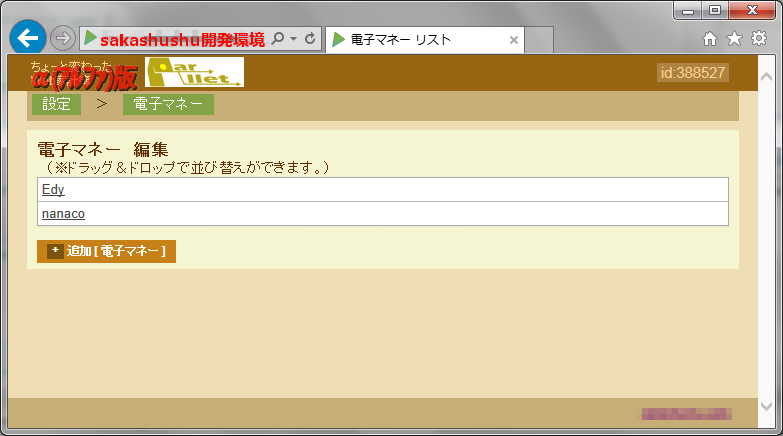 sakashushu開発環境
電子マネー リスト
ちょーと変わった
α(アルファ)版
Parllet
id:388527
設定 > 電子マネー
電子マネー 編集
(※ドラッグ＆ドロップで並び替えができます。)
Edy
nanaco
+ 追加 [ 電子マネー ]